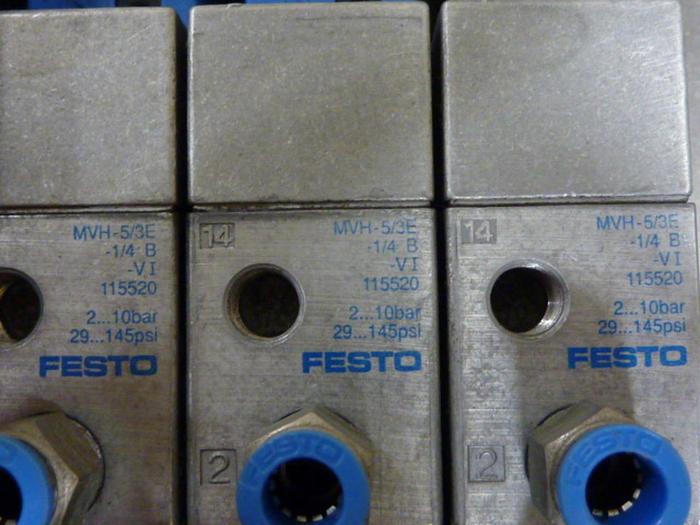 MVH-5/3E
-1/4 B
-VI
115520
2...10bar
29...145psi
FESTO
14
MVH-5/3E
-1/4 B
-VI
115520
2...10bar
29...145psi
FESTO
2
FESTO
14
MVH-5/3E
-1/4 B
-VI
115520
2...10bar
29...145psi
FESTO
2
FESTO